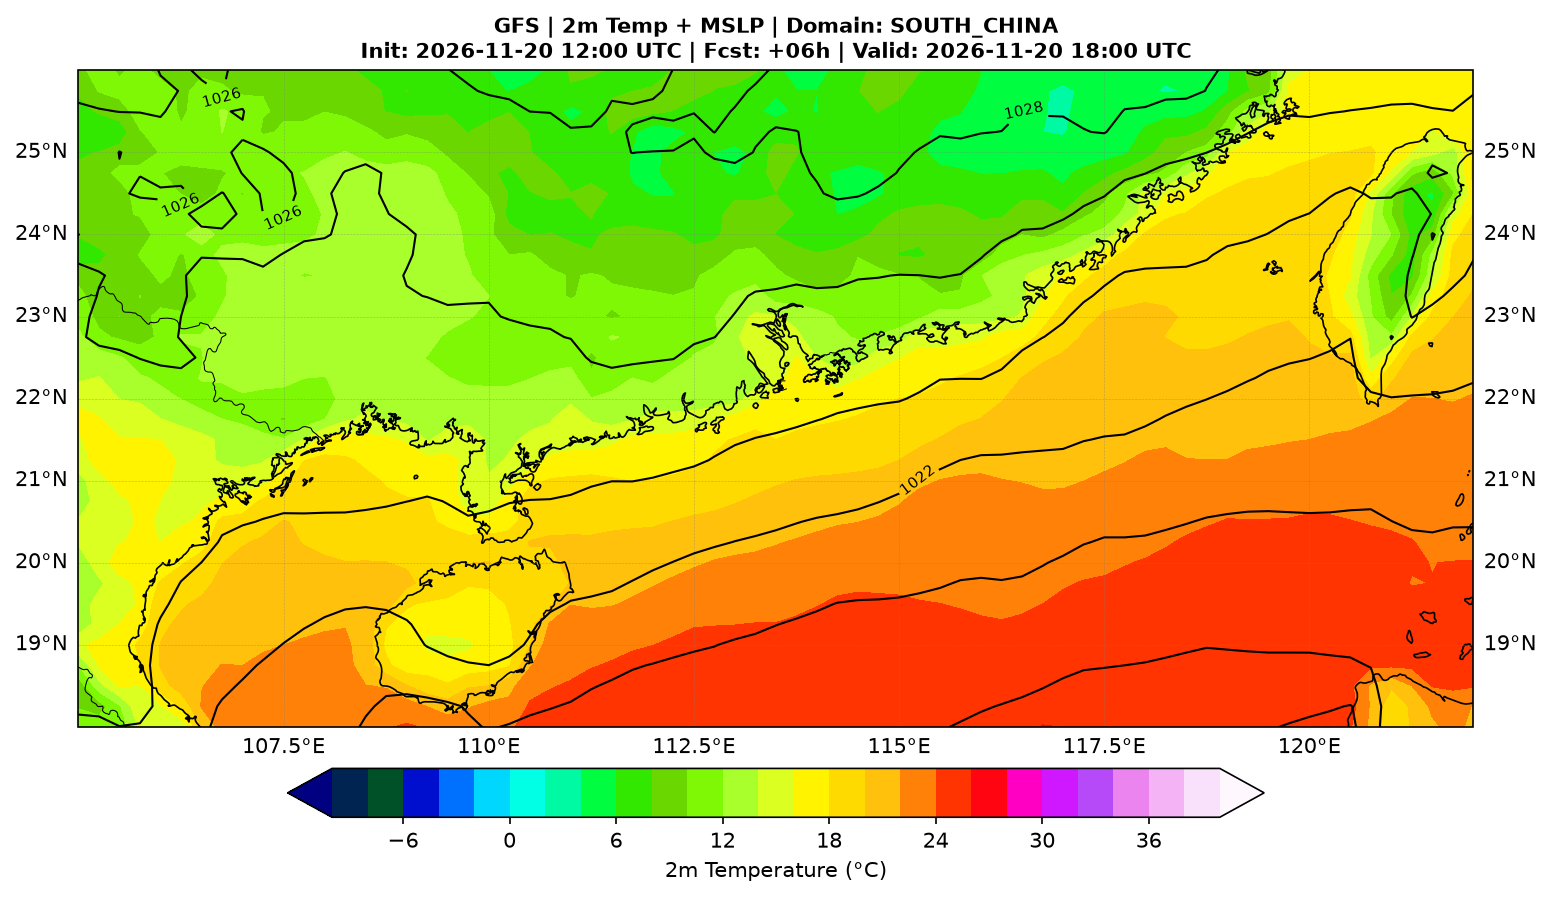 GFS | 2m Temp + MSLP | Domain: SOUTH_CHINA
Init: 2026-11-20 12:00 UTC | Fcst: +06h | Valid: 2026-11-20 18:00 UTC
1026
1028
1026
1026
1022
25°N
24°N
23°N
22°N
21°N
20°N
19°N
25°N
24°N
23°N
22°N
21°N
20°N
19°N
107.5°E 110°E 112.5°E 115°E 117.5°E 120°E
−6 0 6 12 18 24 30 36
2m Temperature (°C)